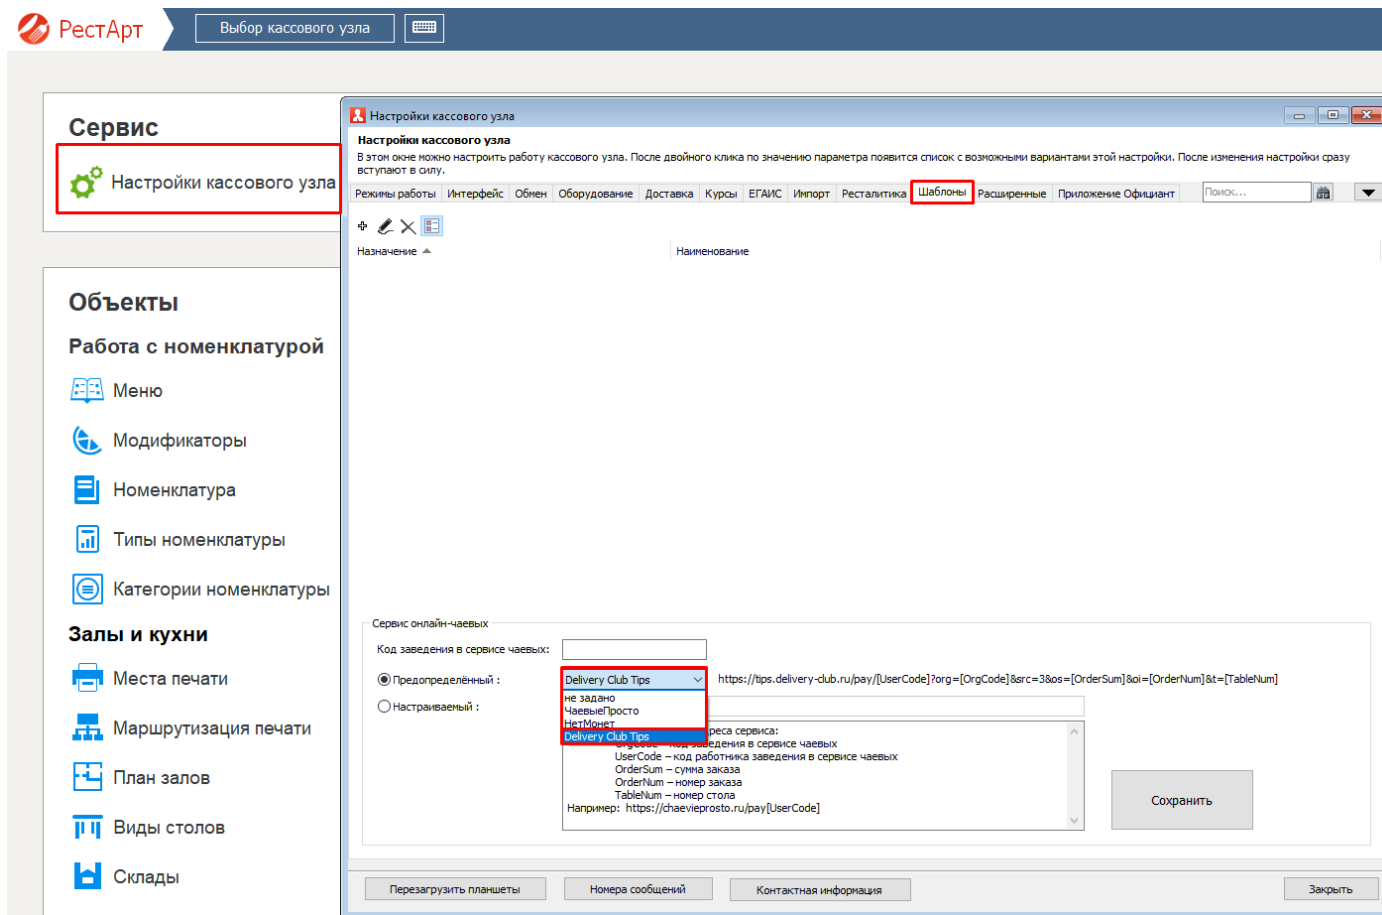 РестАрт
Выбор кассового узла
Сервис
Настройки кассового узла
Объекты
Работа с номенклатурой
Меню
Модификаторы
Номенклатура
Типы номенклатуры
Категории номенклатуры
Залы и кухни
Места печати
Маршрутизация печати
План залов
Виды столов
Склады
Настройки кассового узла
Настройки кассового узла
В этом окне можно настроить работу кассового узла. После двойного клика по значению параметра появится список с возможными вариантами этой настройки. После изменения настройки сразу
вступают в силу.
Режимы работы Интерфейс Обмен Оборудование Доставка Курсы ЕГАИС Импорт Ресталитика Шаблоны Расширенные Приложение Официант Поиск...
Назначение Наименование
Сервис онлайн-чаевых
Код заведения в сервисе чаевых:
Предопределённый : Delivery Club Tips https://tips.delivery-club.ru/pay/[UserCode]?org=[OrgCode]&src=3&os=[OrderSum]&oi=[OrderNum]&t=[TableNum]
не задано
Настраиваемый :
ЧаевыеПросто
НетМонет
Delivery Club Tips
реса сервиса:
OrgCode – код заведения в сервисе чаевых
UserCode – код работника заведения в сервисе чаевых
OrderSum – сумма заказа
OrderNum – номер заказа
TableNum – номер стола
Например: https://chaevieprosto.ru/pay[UserCode]
Сохранить
Перезагрузить планшеты Номера сообщений Контактная информация Закрыть